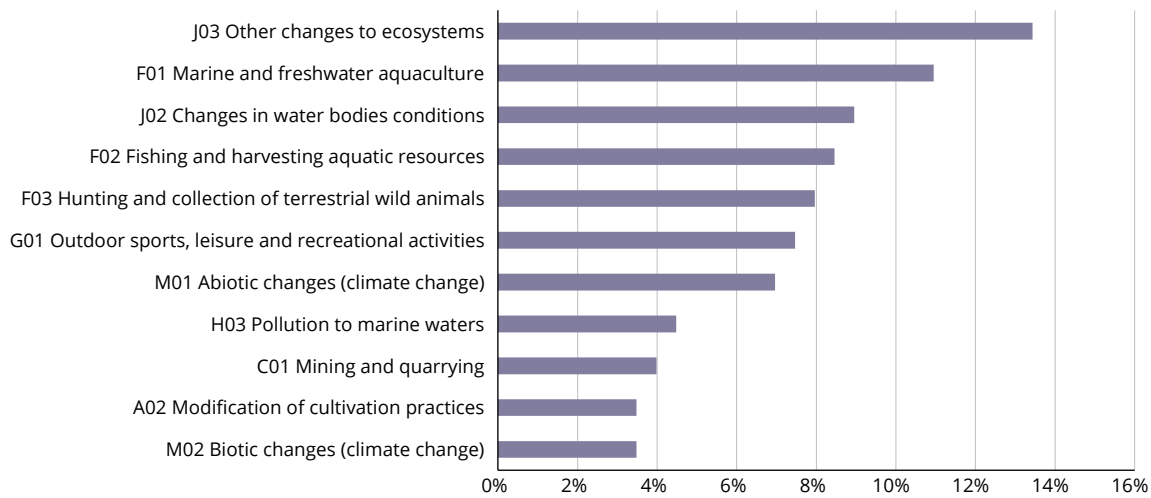 J03 Other changes to ecosystems
F01 Marine and freshwater aquaculture
J02 Changes in water bodies conditions
F02 Fishing and harvesting aquatic resources
F03 Hunting and collection of terrestrial wild animals
G01 Outdoor sports, leisure and recreational activities
M01 Abiotic changes (climate change)
H03 Pollution to marine waters
C01 Mining and quarrying
A02 Modification of cultivation practices
M02 Biotic changes (climate change)
0% 2% 4% 6% 8% 10% 12% 14% 16%